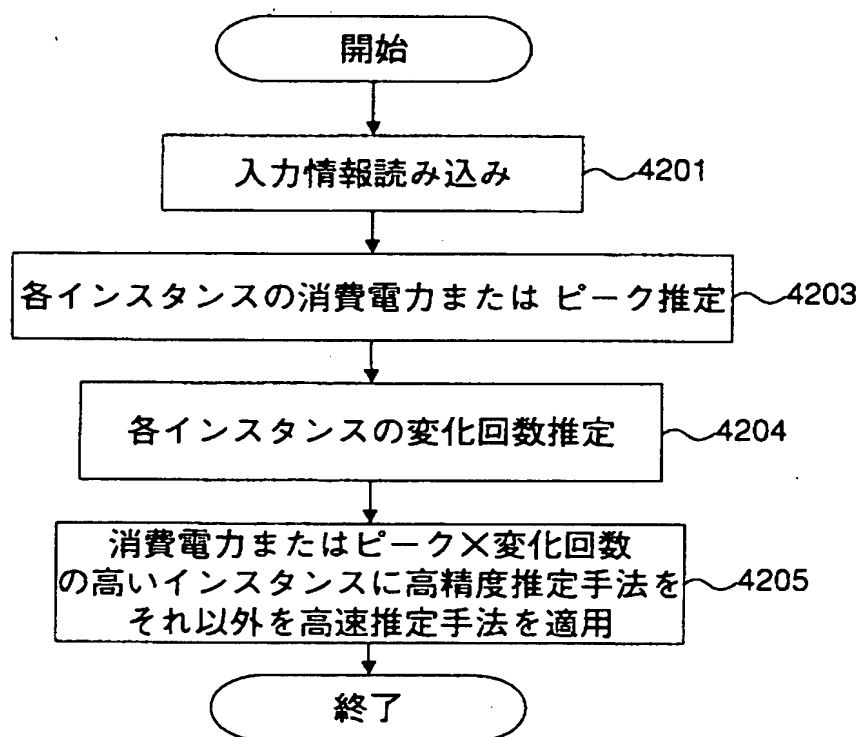 開始
入力情報読み込み
4201
各インスタンスの消費電力または ピーク推定
4203
各インスタンスの変化回数推定
4204
消費電力またはピーク×変化回数
の高いインスタンスに高精度推定手法を
それ以外を高速推定手法を適用
4205
終了